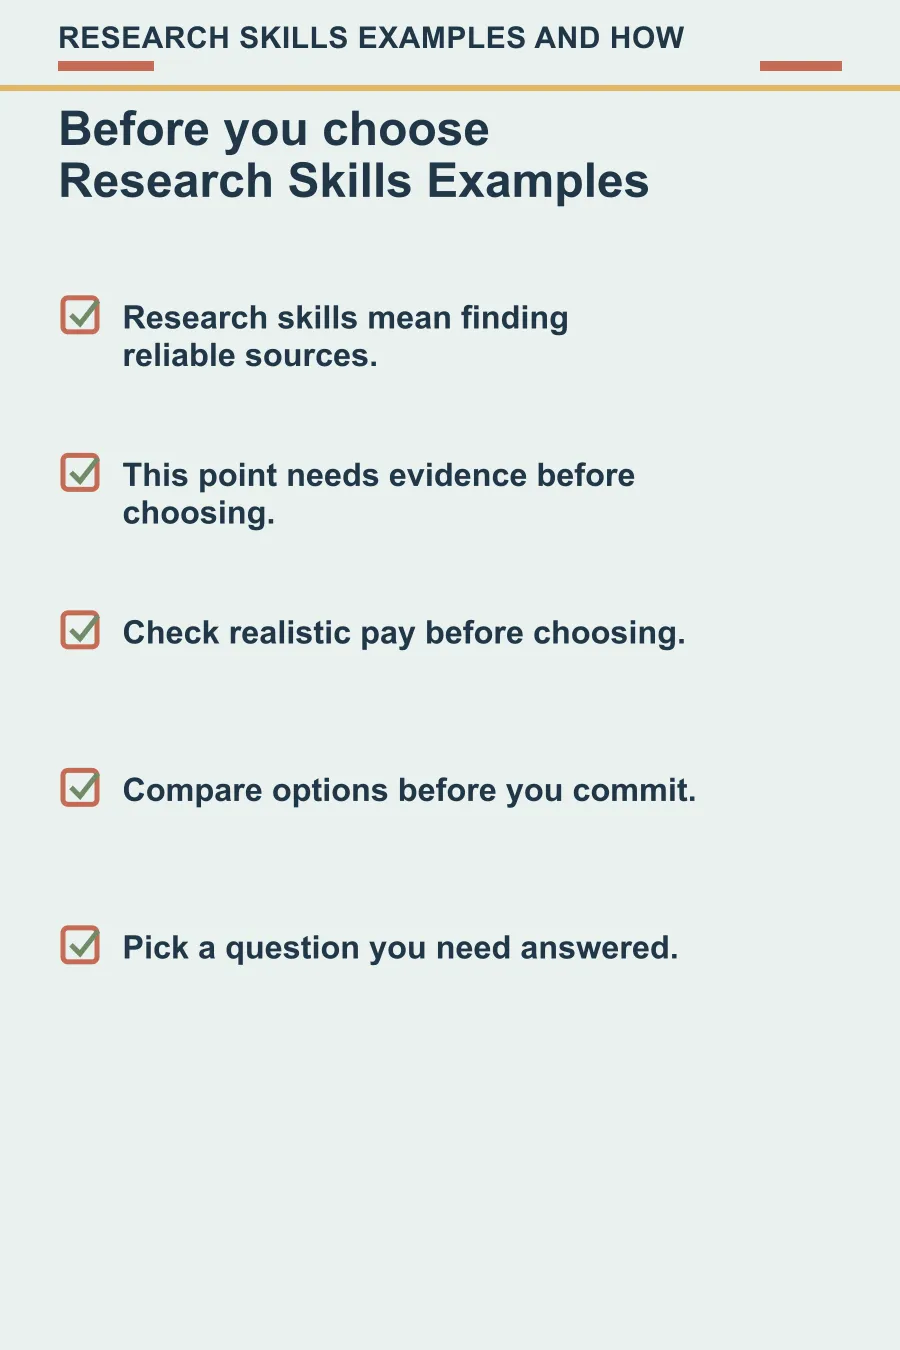 RESEARCH SKILLS EXAMPLES AND HOW
Before you choose
Research Skills Examples
Research skills mean finding
reliable sources.
This point needs evidence before
choosing.
Check realistic pay before choosing.
Compare options before you commit.
Pick a question you need answered.